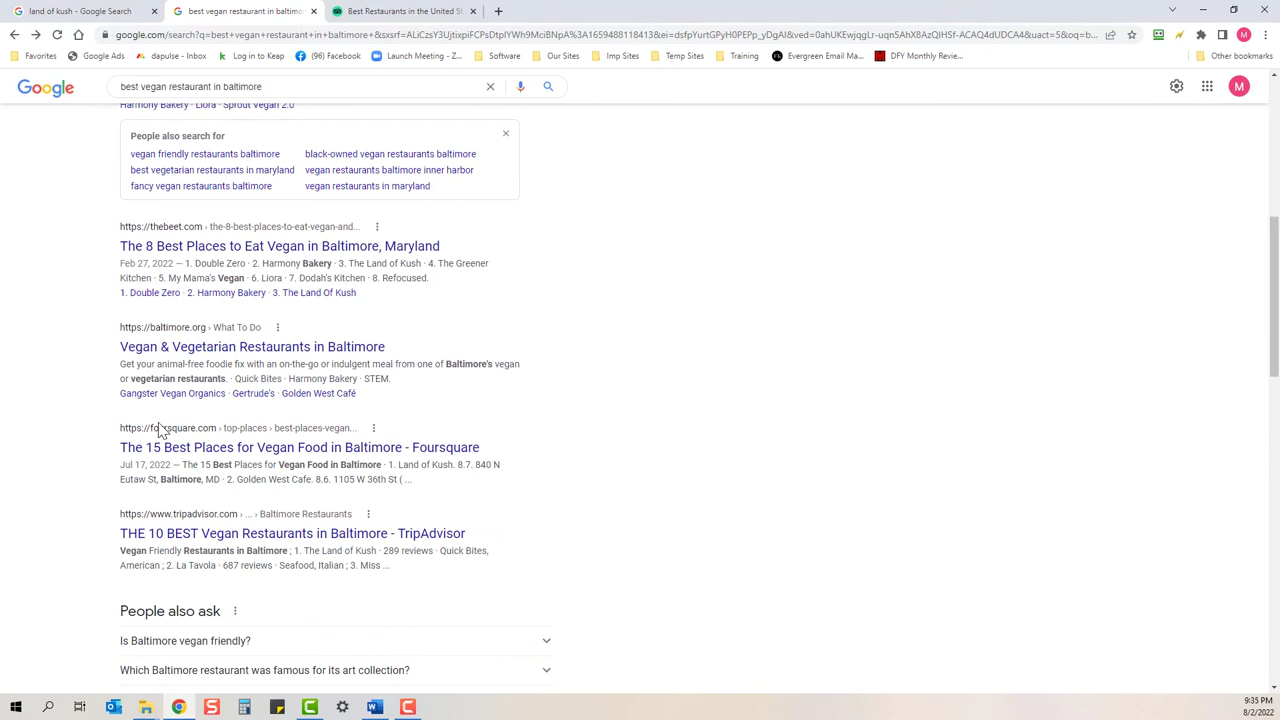 land of kush - Google Search
best vegan restaurant in baltimo
Best Restaurants in the United St
google.com/search?q=best+vegan+restaurant+in+baltimore+&sxsrf=ALiCzsY3UjtixpiFCPsDtpIYWh9MciBNpA%3A1659488118413&ei=dsfpYurtGPyH0PEPp_yDgAI&ved=0ahUKEwjqgLr-uqn5AhX8AzQIHSf-ACAQ4dUDCA4&uact=5&oq=b...
Favorites
Google Ads
dapulse - Inbox
Log in to Keap
(96) Facebook
Launch Meeting - Z...
Software
Our Sites
Imp Sites
Temp Sites
Training
Evergreen Email Ma...
DFY Monthly Revie...
Other bookmarks
Google
best vegan restaurant in baltimore
M
Harmony Bakery · Liora · Sprout Vegan 2.0
People also search for
vegan friendly restaurants baltimore
black-owned vegan restaurants baltimore
best vegetarian restaurants in maryland
vegan restaurants baltimore inner harbor
fancy vegan restaurants baltimore
vegan restaurants in maryland
https://thebeet.com › the-8-best-places-to-eat-vegan-and...
The 8 Best Places to Eat Vegan in Baltimore, Maryland
Feb 27, 2022 — 1. Double Zero · 2. Harmony Bakery · 3. The Land of Kush · 4. The Greener
Kitchen · 5. My Mama's Vegan · 6. Liora · 7. Dodah's Kitchen · 8. Refocused.
1. Double Zero · 2. Harmony Bakery · 3. The Land Of Kush
https://baltimore.org › What To Do
Vegan & Vegetarian Restaurants in Baltimore
Get your animal-free foodie fix with an on-the-go or indulgent meal from one of Baltimore's vegan
or vegetarian restaurants. · Quick Bites · Harmony Bakery · STEM.
Gangster Vegan Organics · Gertrude's · Golden West Café
https://foursquare.com › top-places › best-places-vegan...
The 15 Best Places for Vegan Food in Baltimore - Foursquare
Jul 17, 2022 — The 15 Best Places for Vegan Food in Baltimore · 1. Land of Kush. 8.7. 840 N
Eutaw St, Baltimore, MD · 2. Golden West Cafe. 8.6. 1105 W 36th St ( ...
https://www.tripadvisor.com › ... › Baltimore Restaurants
THE 10 BEST Vegan Restaurants in Baltimore - TripAdvisor
Vegan Friendly Restaurants in Baltimore ; 1. The Land of Kush · 289 reviews · Quick Bites,
American ; 2. La Tavola · 687 reviews · Seafood, Italian ; 3. Miss ...
People also ask
Is Baltimore vegan friendly?
Which Baltimore restaurant was famous for its art collection?
9:35 PM
8/2/2022